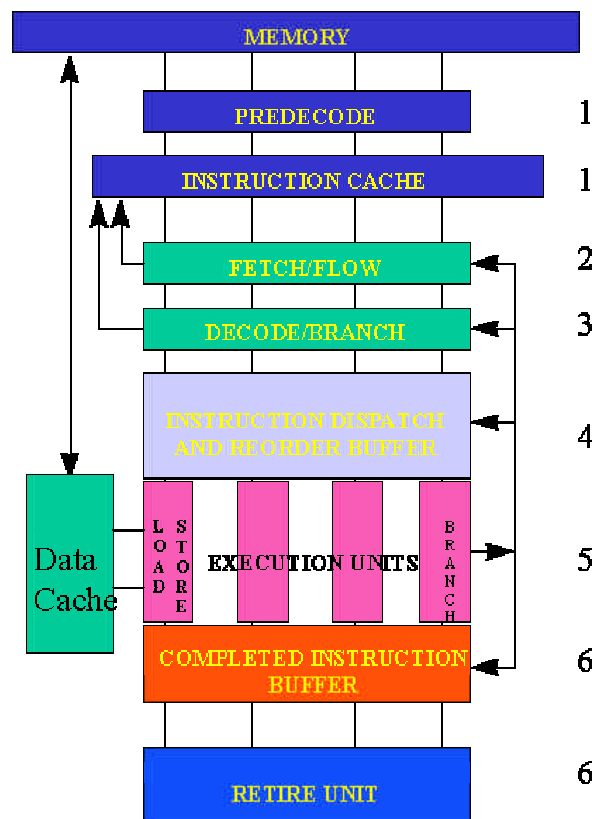 MEMORY
PREDECODE
1
INSTRUCTION CACHE
1
FETCH/FLOW
2
DECODE/BRANCH
3
INSTRUCTION DISPATCH
AND REORDER BUFFER
4
LOAD
STORE
EXECUTION UNITS
BRANCH
5
Data
Cache
COMPLETED INSTRUCTION
BUFFER
6
RETIRE UNIT
6